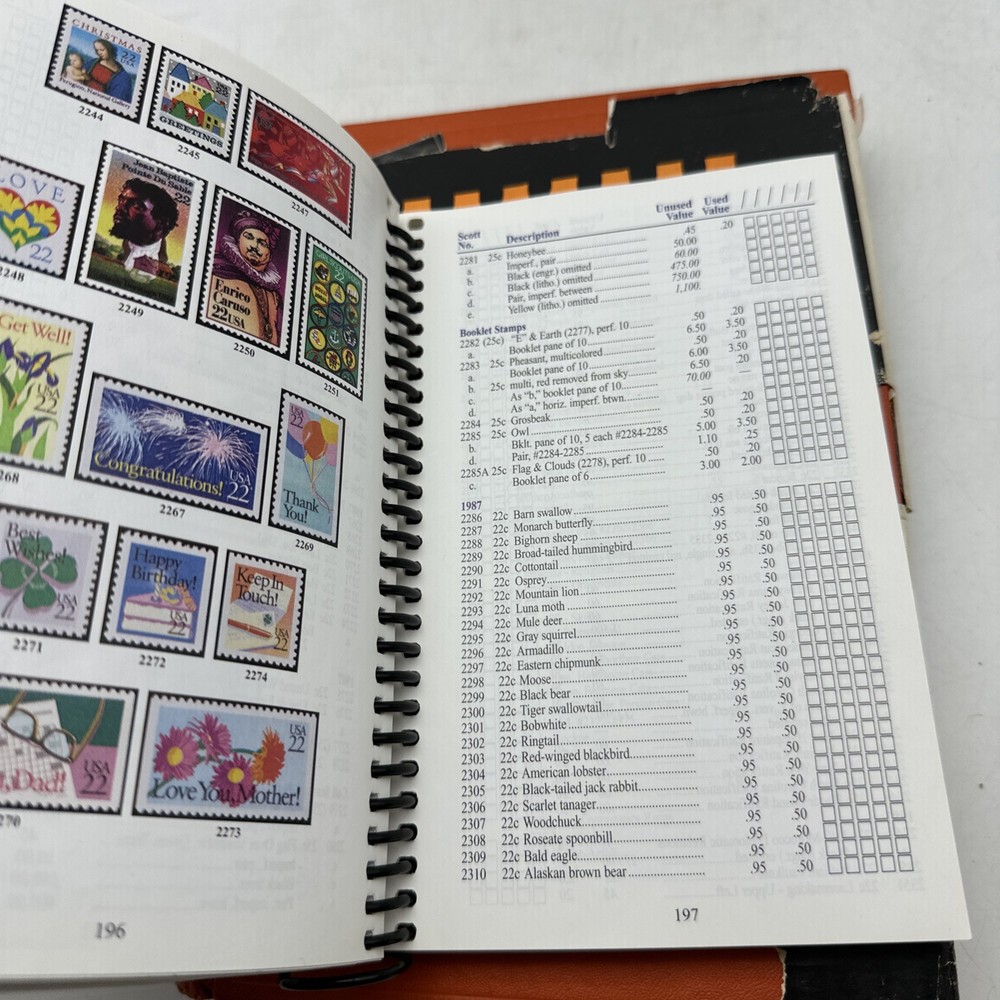 CHRISTMAS
22
USA
Perugino, National Gallery
2244
GREETINGS
2245
2247
LOVE
22
2248
Jean Baptiste
Pointe Du Sable
22
2249
Enrico
Caruso
22USA
2250
22
2251
Get Well!
USA
22
2268
Congratulations!
USA
22
2267
USA
22
Thank
You!
2269
Best
Wishes!
USA
22
2271
Happy
Birthday!
USA
22
2272
Keep In
Touch!
USA
22
2274
USA
22
Dad!
2270
USA
22
Love You, Mother!
2273
196
Scott No. Description Unused Value Used Value
2281 25c Honeybee .45 .20
a. Imperf., pair 50.00
b. Black (engr.) omitted 60.00
c. Black (litho.) omitted 475.00
d. Pair, imperf. between 750.00
e. Yellow (litho.) omitted 1,100.
Booklet Stamps
2282 (25c) "E" & Earth (2277), perf. 10 .50 .20
a. Booklet pane of 10 6.50 3.50
2283 25c Pheasant, multicolored .50 .20
a. Booklet pane of 10 6.00 3.50
b. 25c multi, red removed from sky 6.50 .20
c. As "b," booklet pane of 10 70.00 —
d. As "a," horiz. imperf. btwn.
2284 25c Grosbeak .50 .20
2285 25c Owl .50 .20
b. Bklt. pane of 10, 5 each #2284-2285 5.00 3.50
d. Pair, #2284-2285 1.10 .25
2285A 25c Flag & Clouds (2278), perf. 10 .50 .20
c. Booklet pane of 6 3.00 2.00
1987
2286 22c Barn swallow .95 .50
2287 22c Monarch butterfly .95 .50
2288 22c Bighorn sheep .95 .50
2289 22c Broad-tailed hummingbird .95 .50
2290 22c Cottontail .95 .50
2291 22c Osprey .95 .50
2292 22c Mountain lion .95 .50
2293 22c Luna moth .95 .50
2294 22c Mule deer .95 .50
2295 22c Gray squirrel .95 .50
2296 22c Armadillo .95 .50
2297 22c Eastern chipmunk .95 .50
2298 22c Moose .95 .50
2299 22c Black bear .95 .50
2300 22c Tiger swallowtail .95 .50
2301 22c Bobwhite .95 .50
2302 22c Ringtail .95 .50
2303 22c Red-winged blackbird .95 .50
2304 22c American lobster .95 .50
2305 22c Black-tailed jack rabbit .95 .50
2306 22c Scarlet tanager .95 .50
2307 22c Woodchuck .95 .50
2308 22c Roseate spoonbill .95 .50
2309 22c Bald eagle .95 .50
2310 22c Alaskan brown bear .95 .50
197